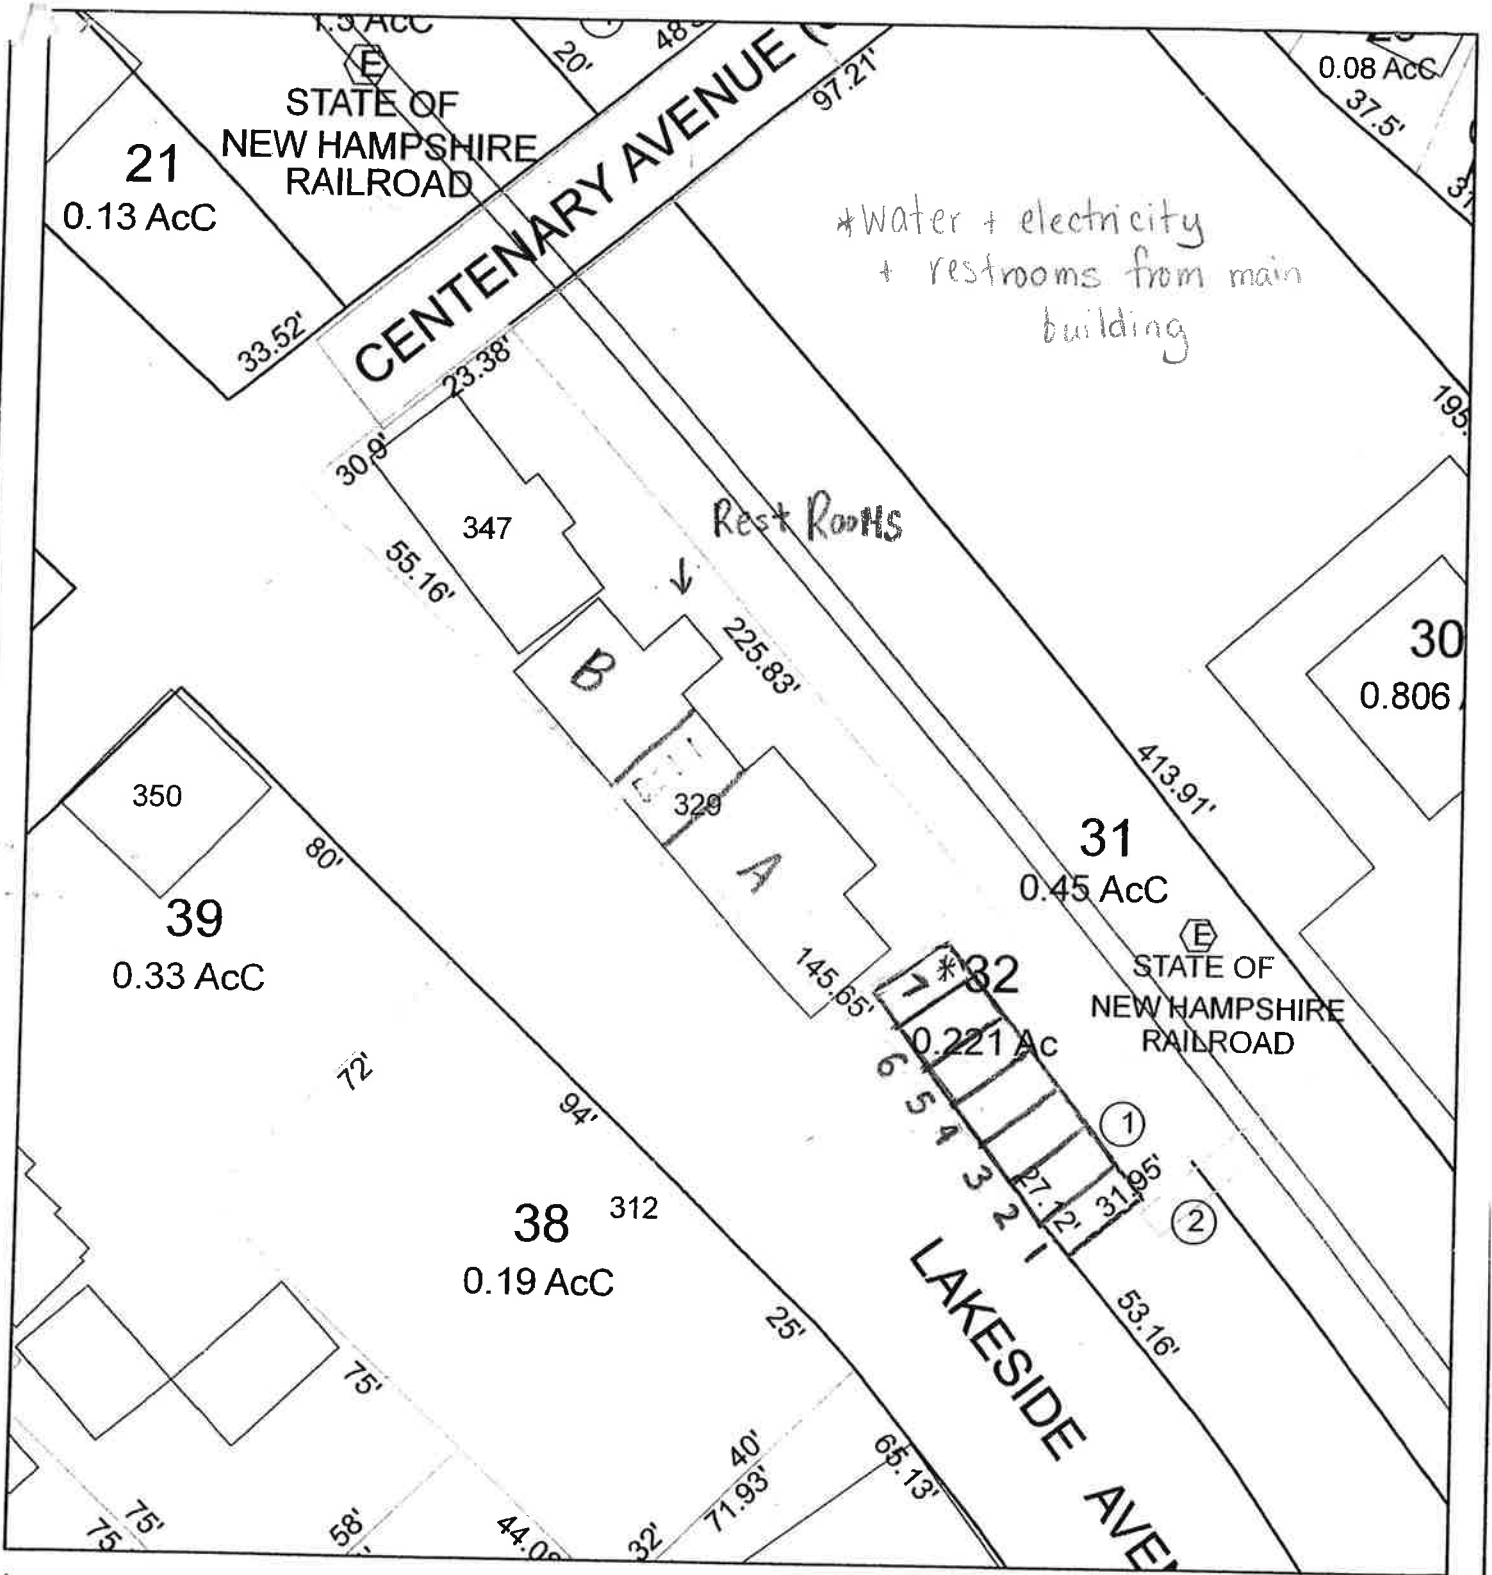 1.5 AcC
E
STATE OF
NEW HAMPSHIRE
RAILROAD
21
0.13 AcC
33.52'
20'
CENTENARY AVENUE
97.21'
0.08 AcC
37.5'
*Water + electricity
+ restrooms from main
building
195.
23.38'
30.9'
347
55.16'
Rest Rooms
225.83'
B
329
A
145.65'
30
0.806
413.91'
31
0.45 AcC
E
STATE OF
NEW HAMPSHIRE
RAILROAD
350
80'
39
0.33 AcC
72'
94'
*32
0.221 Ac
7
6
5
4
3
2
1
27.12'
31.95'
1
2
38
312
0.19 AcC
25'
53.16'
LAKESIDE
75'
40'
71.93'
65.13'
75'
75
58'
44.0
32'